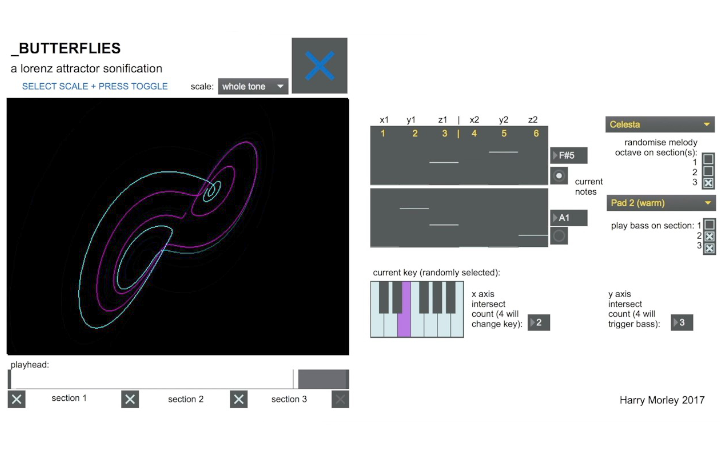 _BUTTERFLIES
a lorenz attractor sonification
SELECT SCALE + PRESS TOGGLE
scale: whole tone
x1 y1 z1 | x2 y2 z2
1 2 3 | 4 5 6
F#5
current
notes
A1
Celesta
randomise melody
octave on section(s):
1
2
3
Pad 2 (warm)
play bass on section: 1
2
3
current key (randomly selected):
x axis
intersect
count (4 will
change key): 2
y axis
intersect
count (4 will
trigger bass): 3
playhead:
section 1 section 2 section 3
Harry Morley 2017